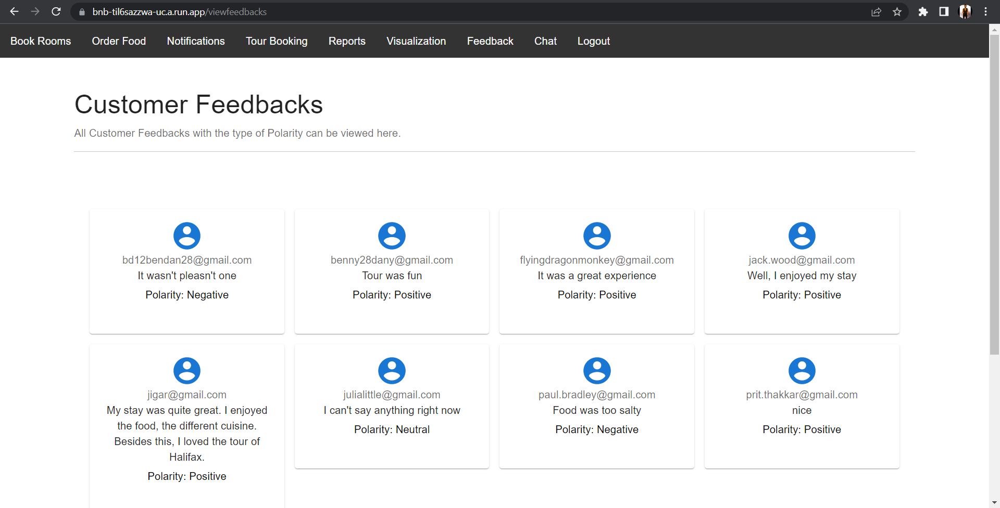 bnb-til6sazzwa-uc.a.run.app/viewfeedbacks
Book Rooms Order Food Notifications Tour Booking Reports Visualization Feedback Chat Logout
Customer Feedbacks
All Customer Feedbacks with the type of Polarity can be viewed here.
bd12bendan28@gmail.com
It wasn't pleasn't one
Polarity: Negative
benny28dany@gmail.com
Tour was fun
Polarity: Positive
flyingdragonmonkey@gmail.com
It was a great experience
Polarity: Positive
jack.wood@gmail.com
Well, I enjoyed my stay
Polarity: Positive
jigar@gmail.com
My stay was quite great. I enjoyed
the food, the different cuisine.
Besides this, I loved the tour of
Halifax.
Polarity: Positive
julialittle@gmail.com
I can't say anything right now
Polarity: Neutral
paul.bradley@gmail.com
Food was too salty
Polarity: Negative
prit.thakkar@gmail.com
nice
Polarity: Positive